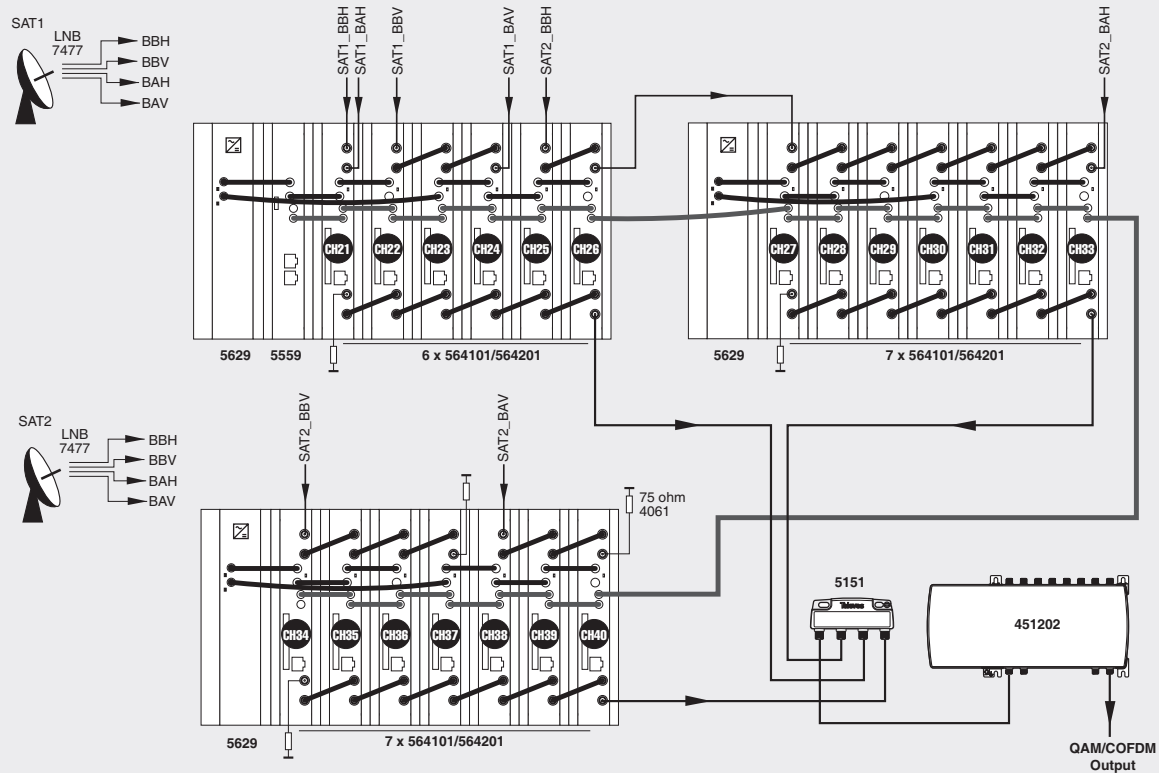 SAT1
LNB
7477
BBH
BBV
BAH
BAV
SAT1_BBH
SAT1_BAH
SAT1_BBV
SAT1_BAV
SAT2_BBH
SAT2_BAH
CH21
CH22
CH23
CH24
CH25
CH26
CH27
CH28
CH29
CH30
CH31
CH32
CH33
5629
5559
6 x 564101/564201
5629
7 x 564101/564201
SAT2
LNB
7477
BBH
BBV
BAH
BAV
SAT2_BBV
SAT2_BAV
75 ohm
4061
CH34
CH35
CH36
CH37
CH38
CH39
CH40
5629
7 x 564101/564201
5151
Televes
451202
QAM/COFDM
Output